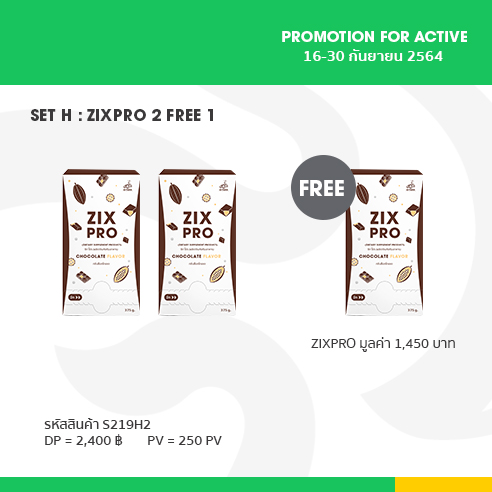 PROMOTION FOR ACTIVE
16-30 กันยายน 2564
SET H : ZIXPRO 2 FREE 1
ZIX
PRO
CHOCOLATE FLAVOR
ZIX
PRO
CHOCOLATE FLAVOR
FREE
ZIX
PRO
CHOCOLATE FLAVOR
ZIXPRO มูลค่า 1,450 บาท
รหัสสินค้า S219H2
DP = 2,400 ฿ PV = 250 PV